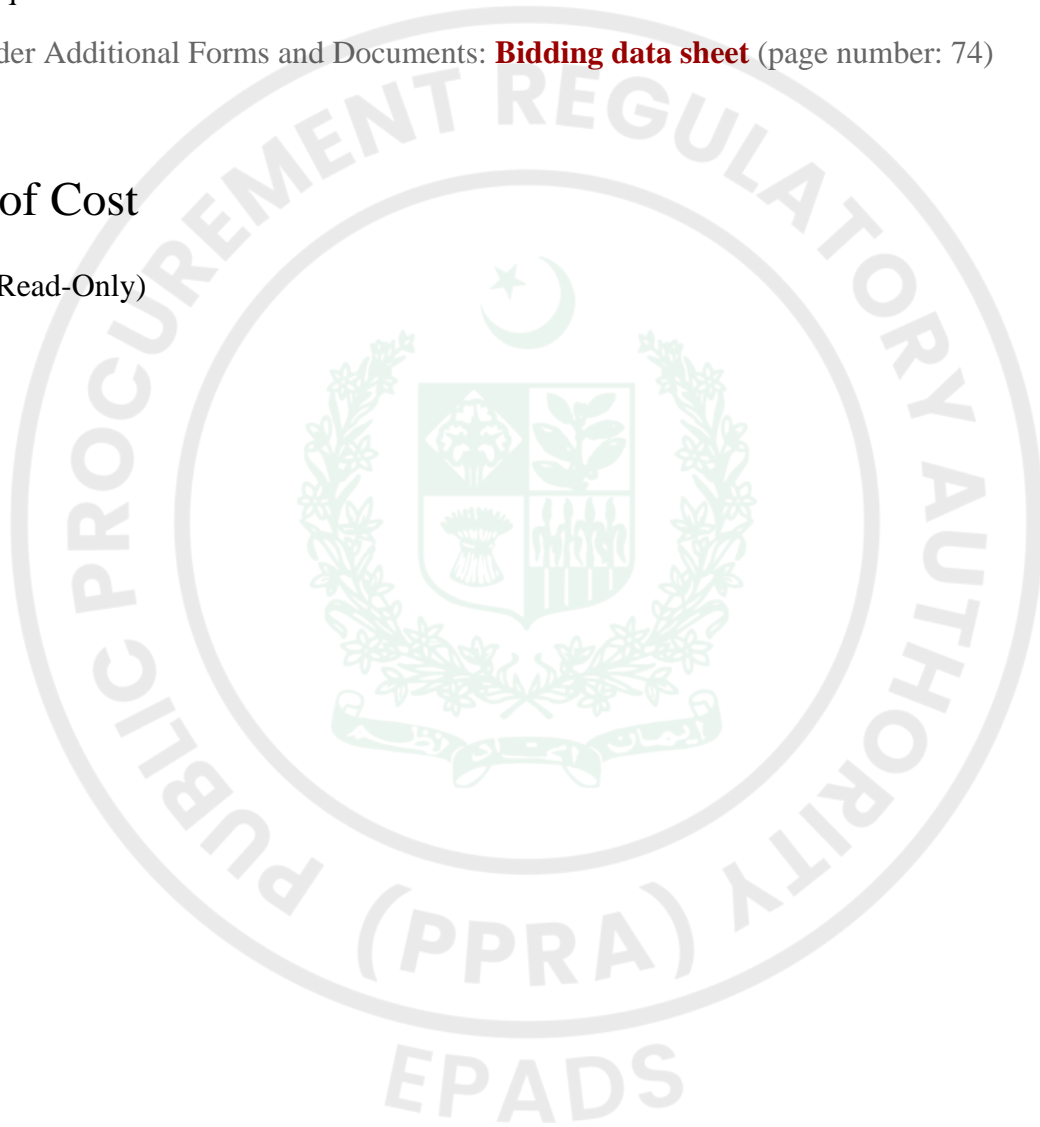 der Additional Forms and Documents: Bidding data sheet (page number: 74)
of Cost
Read-Only)
PUBLIC PROCUREMENT REGULATORY AUTHORITY
(PPRA)
EPADS